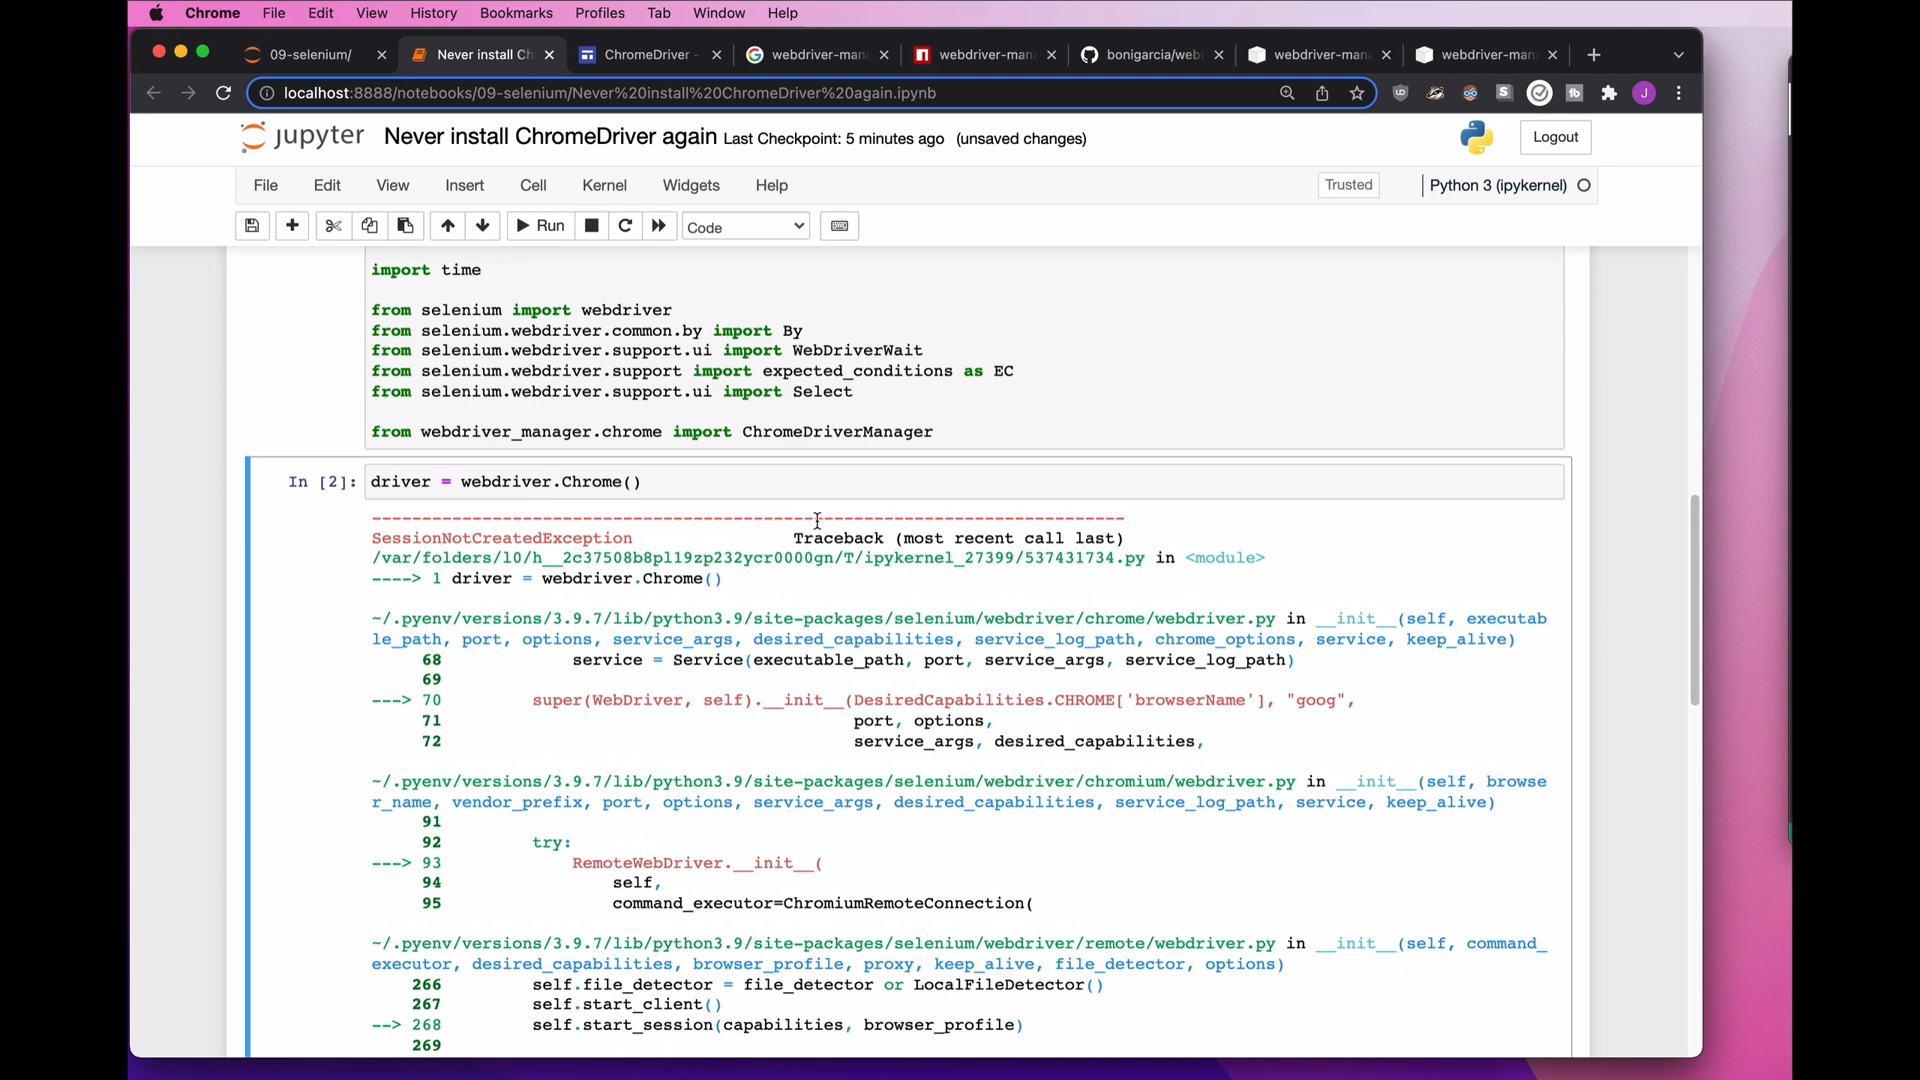 Chrome File Edit View History Bookmarks Profiles Tab Window Help
09-selenium/ Never install Ch ChromeDriver - webdriver-man webdriver-man bonigarcia/web webdriver-man webdriver-man
localhost:8888/notebooks/09-selenium/Never%20install%20ChromeDriver%20again.ipynb
J
jupyter Never install ChromeDriver again Last Checkpoint: 5 minutes ago (unsaved changes) Logout
File Edit View Insert Cell Kernel Widgets Help Trusted Python 3 (ipykernel)
Run Code
import time
from selenium import webdriver
from selenium.webdriver.common.by import By
from selenium.webdriver.support.ui import WebDriverWait
from selenium.webdriver.support import expected_conditions as EC
from selenium.webdriver.support.ui import Select
from webdriver_manager.chrome import ChromeDriverManager
In [2]: driver = webdriver.Chrome()
---------------------------------------------------------------------------
SessionNotCreatedException Traceback (most recent call last)
/var/folders/l0/h__2c37508b8pl19zp232ycr0000gn/T/ipykernel_27399/537431734.py in <module>
----> 1 driver = webdriver.Chrome()
~/.pyenv/versions/3.9.7/lib/python3.9/site-packages/selenium/webdriver/chrome/webdriver.py in __init__(self, executab
le_path, port, options, service_args, desired_capabilities, service_log_path, chrome_options, service, keep_alive)
68 service = Service(executable_path, port, service_args, service_log_path)
69
---> 70 super(WebDriver, self).__init__(DesiredCapabilities.CHROME['browserName'], "goog",
71 port, options,
72 service_args, desired_capabilities,
~/.pyenv/versions/3.9.7/lib/python3.9/site-packages/selenium/webdriver/chromium/webdriver.py in __init__(self, browse
r_name, vendor_prefix, port, options, service_args, desired_capabilities, service_log_path, service, keep_alive)
91
92 try:
---> 93 RemoteWebDriver.__init__(
94 self,
95 command_executor=ChromiumRemoteConnection(
~/.pyenv/versions/3.9.7/lib/python3.9/site-packages/selenium/webdriver/remote/webdriver.py in __init__(self, command_
executor, desired_capabilities, browser_profile, proxy, keep_alive, file_detector, options)
266 self.file_detector = file_detector or LocalFileDetector()
267 self.start_client()
--> 268 self.start_session(capabilities, browser_profile)
269